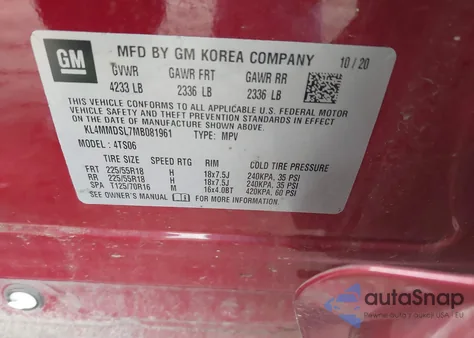 GM
MFD BY GM KOREA COMPANY 10/20
GVWR GAWR FRT GAWR RR
4233 LB 2336 LB 2336 LB
THIS VEHICLE CONFORMS TO ALL APPLICABLE U.S. FEDERAL MOTOR
VEHICLE SAFETY, BUMPER, AND THEFT PREVENTION STANDARDS IN
EFFECT ON THE DATE OF MANUFACTURE SHOWN ABOVE.
KL4MMDSL7MB081961 TYPE: MPV
MODEL: 4TS06
TIRE SIZE SPEED RTG RIM COLD TIRE PRESSURE
FRT 225/55R18 H 18x7.5J 240KPA, 35 PSI
RR 225/55R18 H 18x7.5J 240KPA, 35 PSI
SPA T125/70R16 M 16x4.0BT 420KPA, 60 PSI
SEE OWNER'S MANUAL FOR MORE INFORMATION.
autoSnap